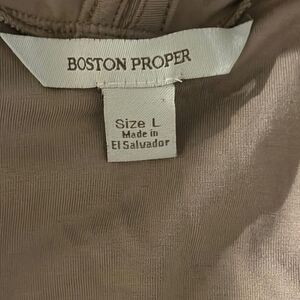 BOSTON PROPER
Size L
Made in
El Salvador